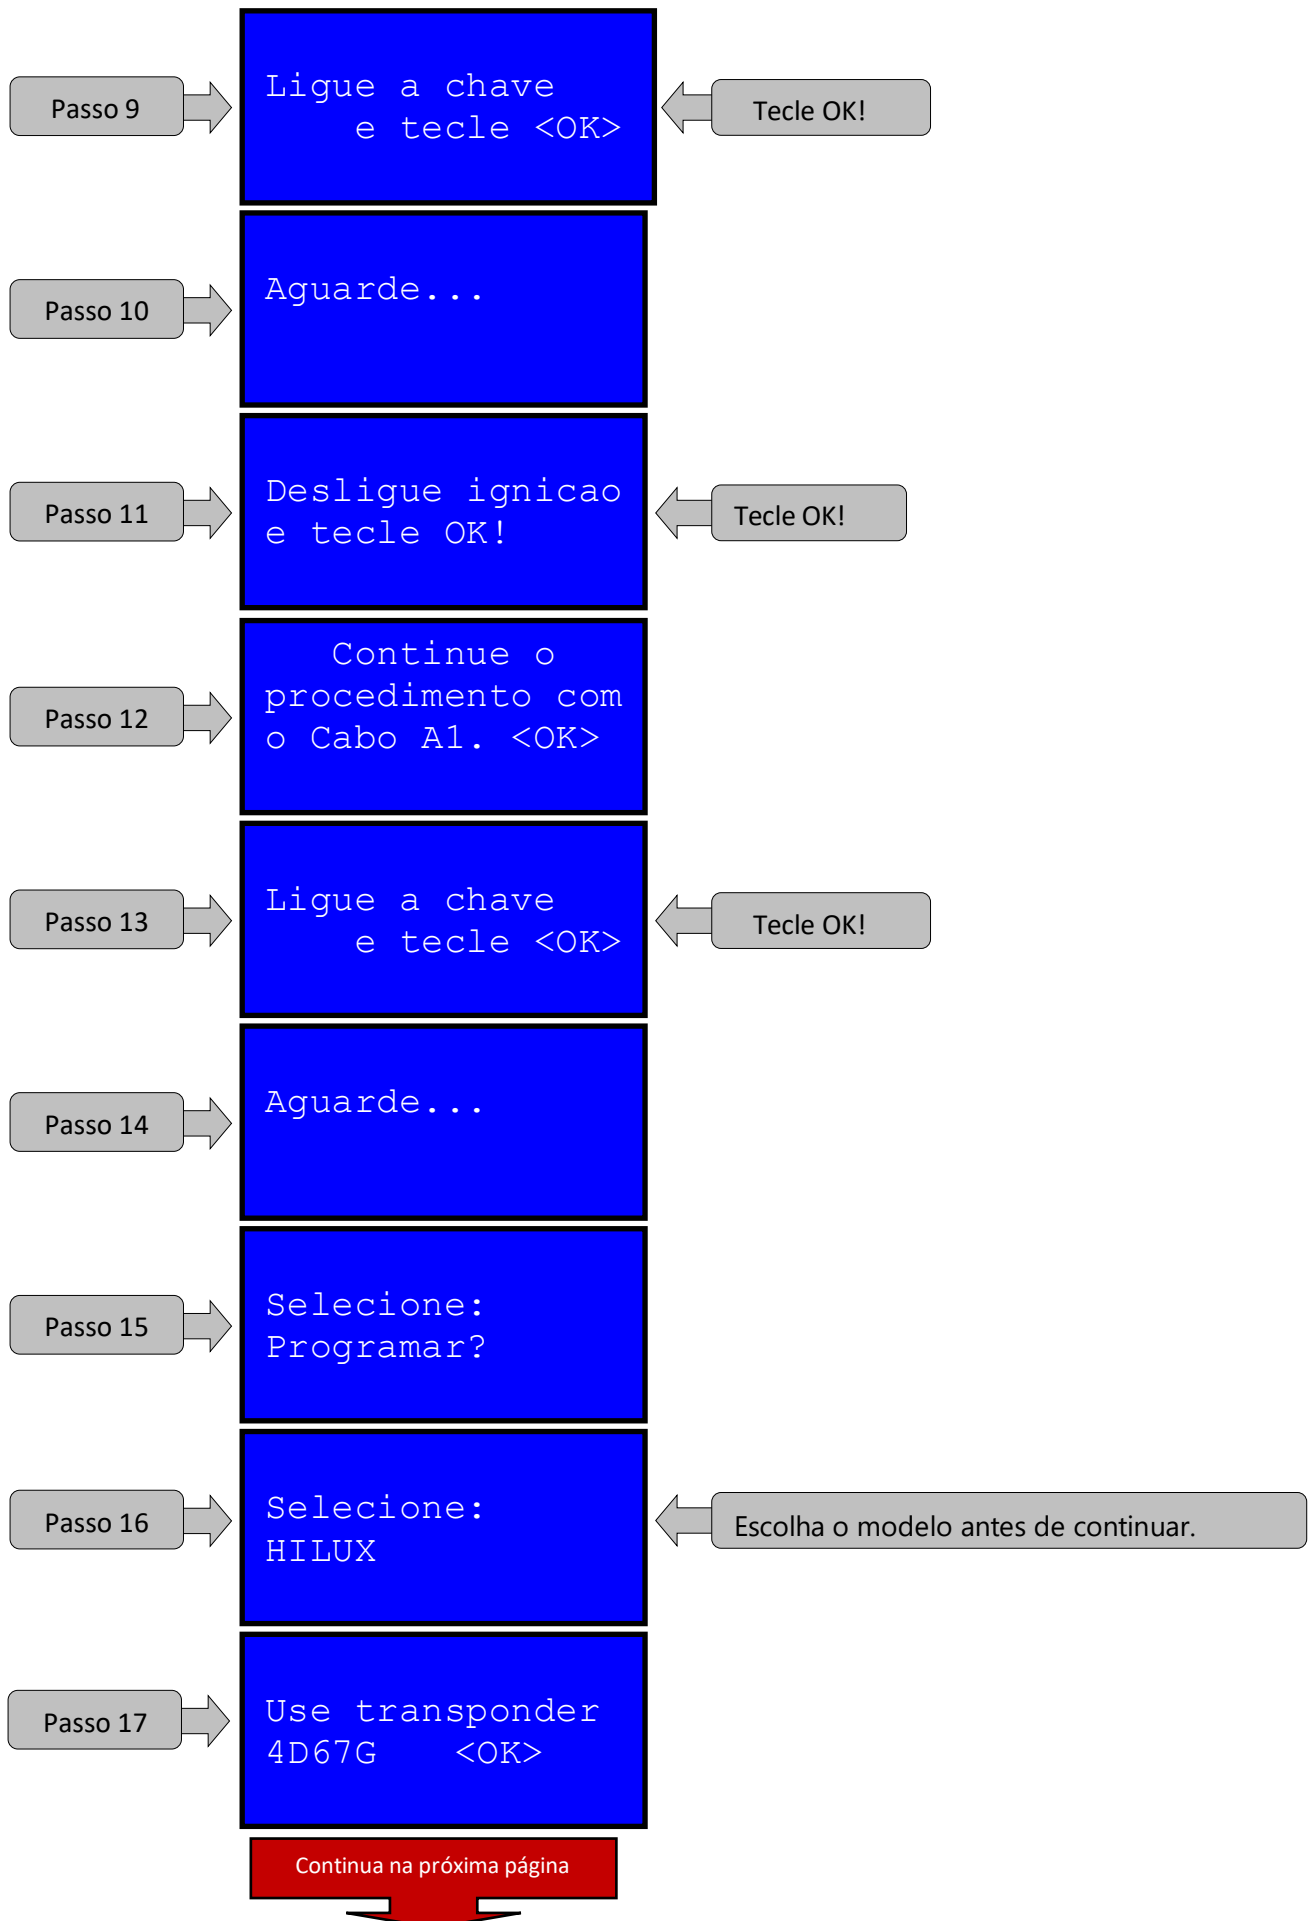 Passo 9
Ligue a chave
e tecle <OK>
Tecle OK!
Passo 10
Aguarde...
Passo 11
Desligue ignicao
e tecle OK!
Tecle OK!
Passo 12
Continue o
procedimento com
o Cabo A1. <OK>
Passo 13
Ligue a chave
e tecle <OK>
Tecle OK!
Passo 14
Aguarde...
Passo 15
Selecione:
Programar?
Passo 16
Selecione:
HILUX
Escolha o modelo antes de continuar.
Passo 17
Use transponder
4D67G <OK>
Continua na próxima página